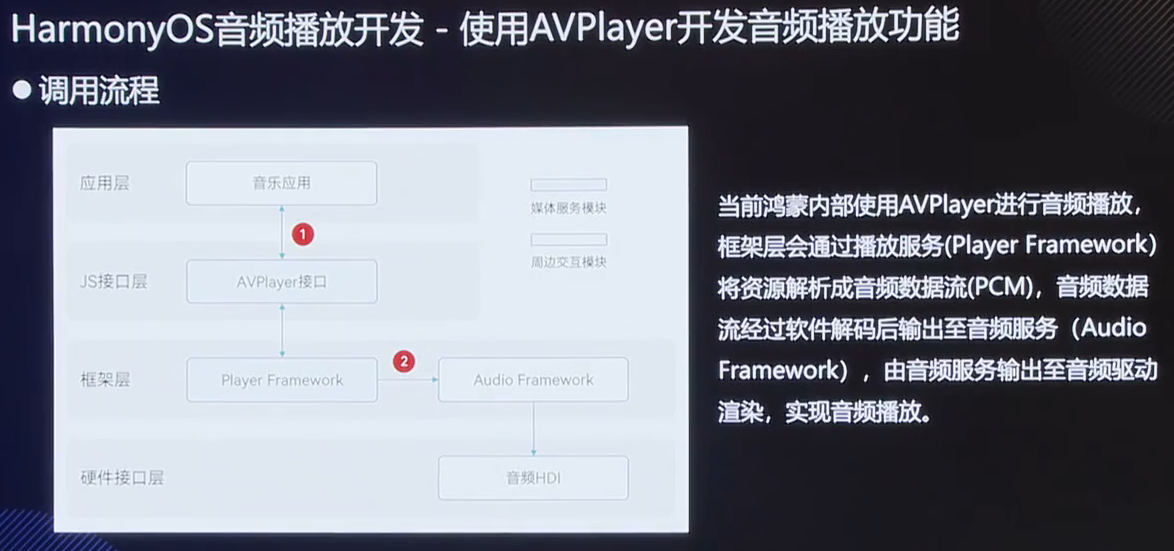 HarmonyOS音频播放开发 - 使用AVPlayer开发音频播放功能
● 调用流程
应用层
音乐应用
媒体服务模块
1
周边交互模块
JS接口层
AVPlayer接口
2
框架层
Player Framework
Audio Framework
硬件接口层
音频HDI
当前鸿蒙内部使用AVPlayer进行音频播放，
框架层会通过播放服务(Player Framework)
将资源解析成音频数据流(PCM)，音频数据
流经过软件解码后输出至音频服务（Audio
Framework），由音频服务输出至音频驱动
渲染，实现音频播放。